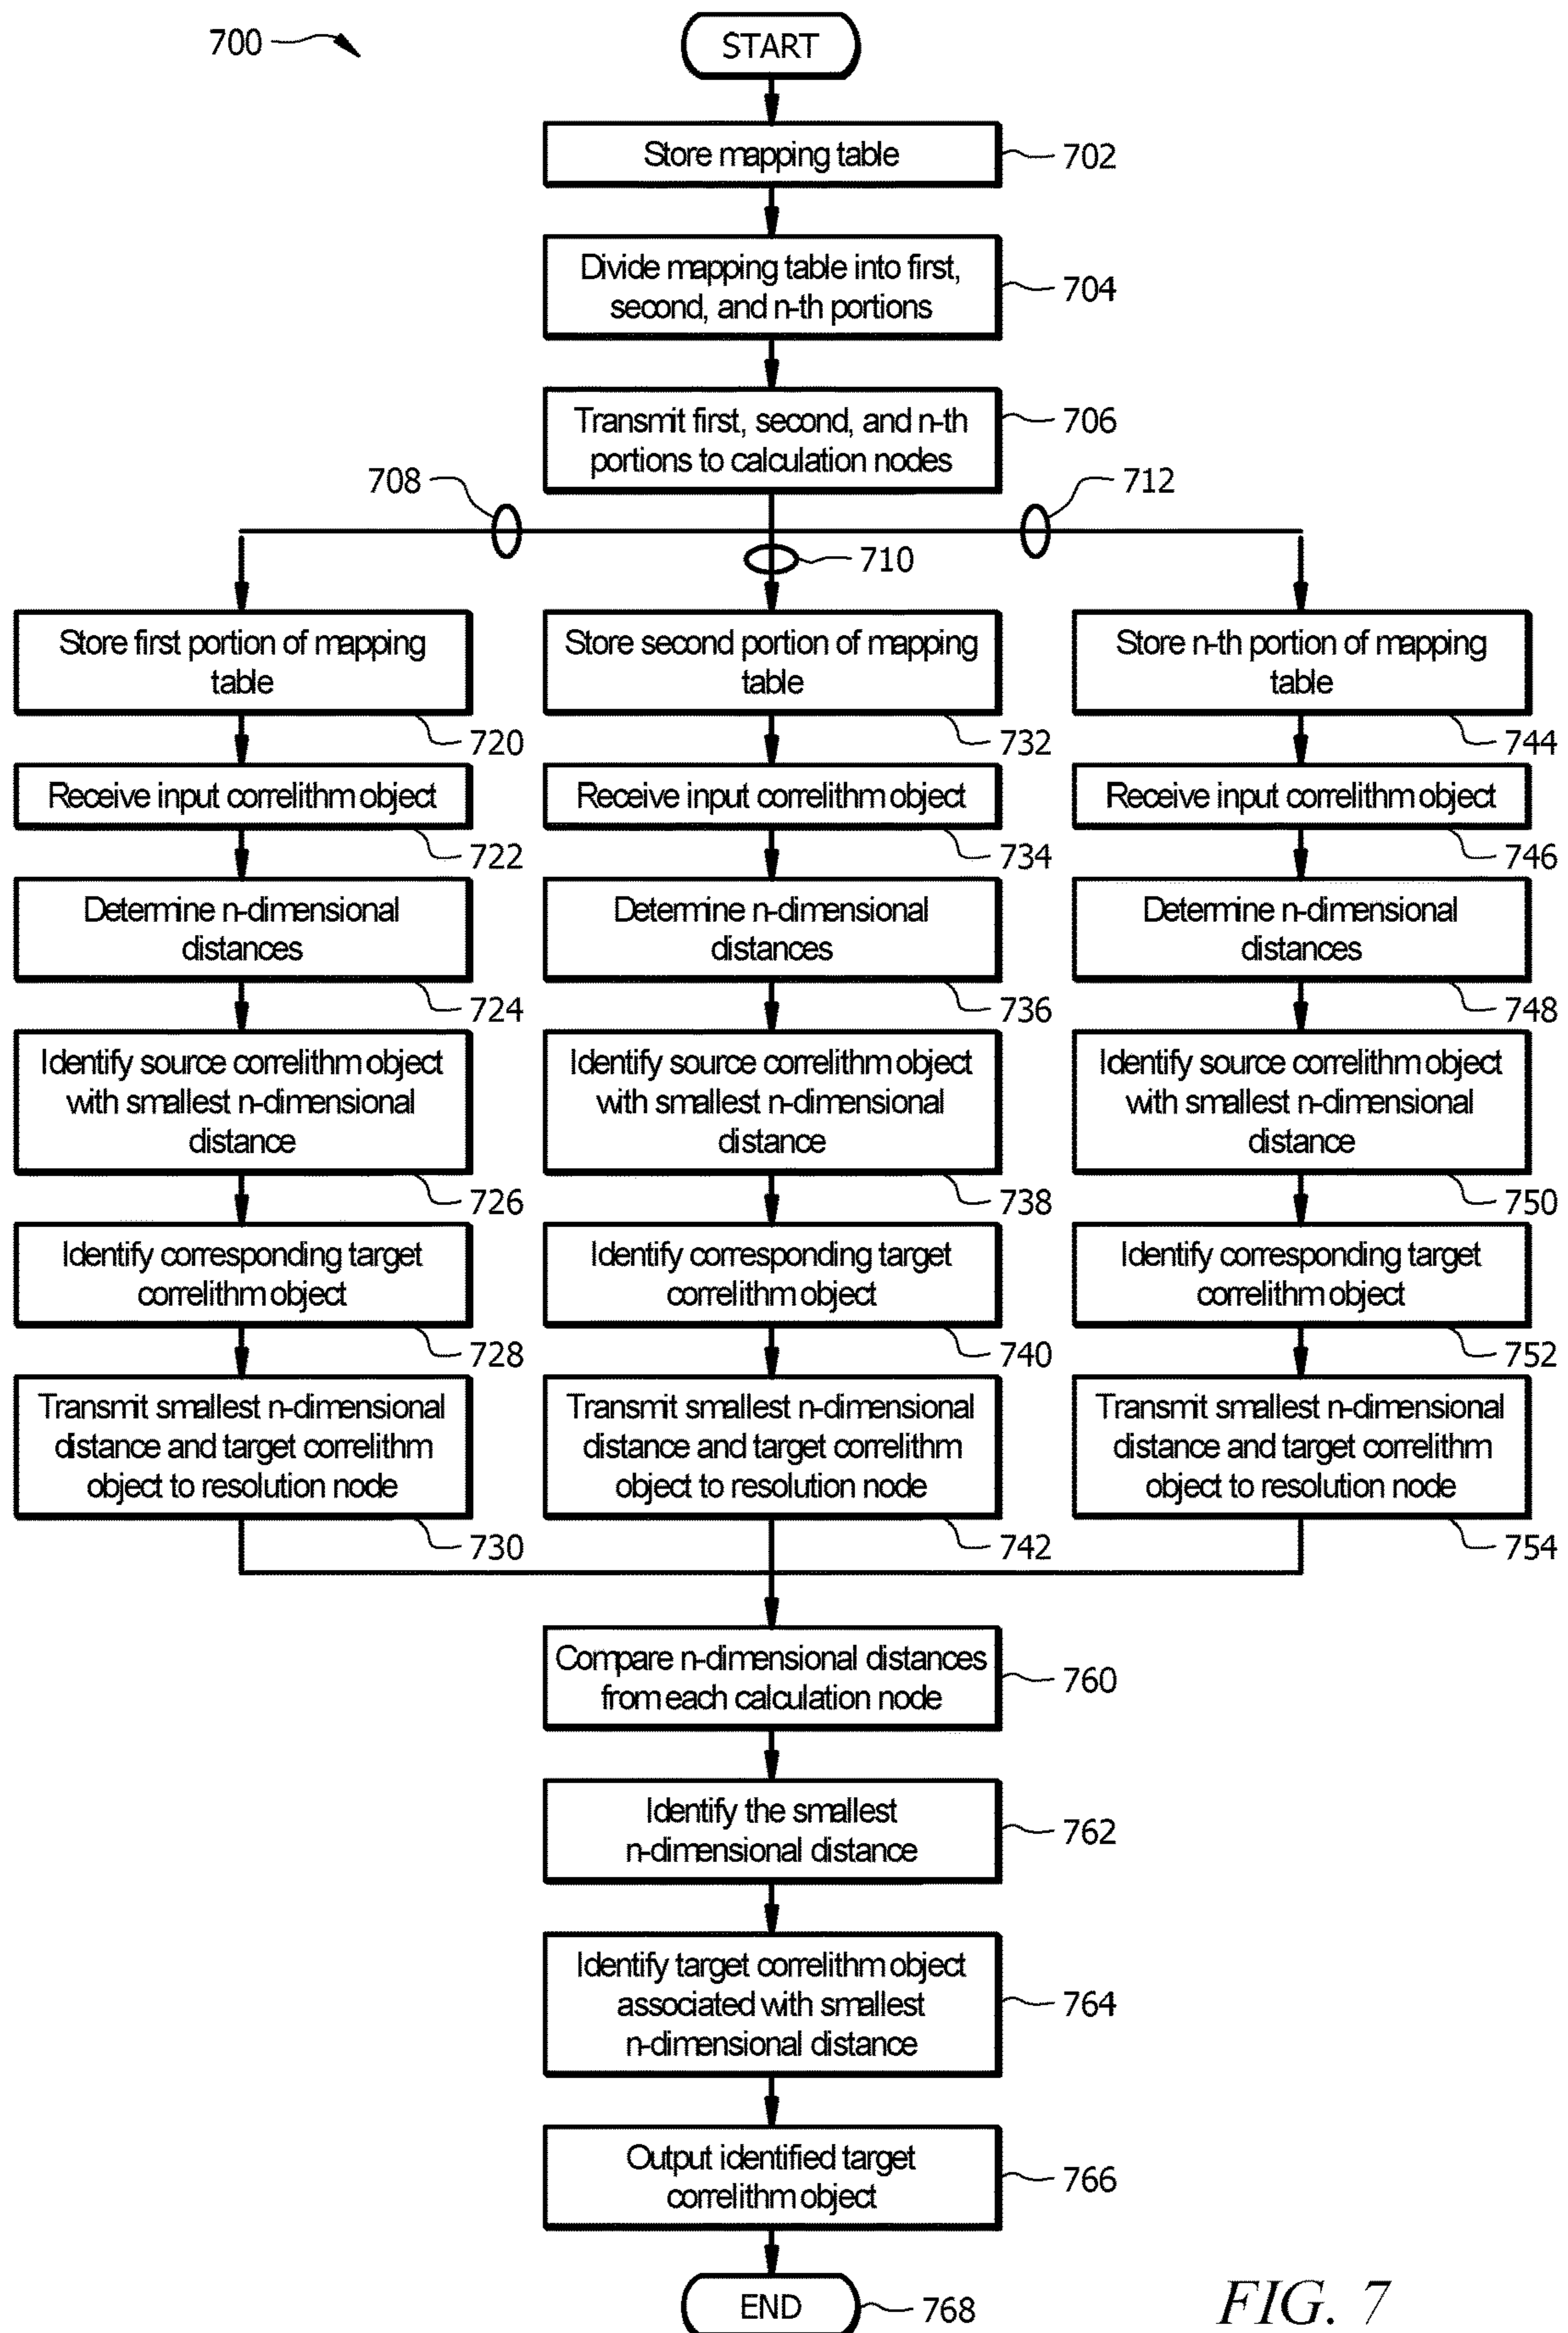 700
START
Store mapping table
702
Divide mapping table into first,
second, and n-th portions
704
Transmit first, second, and n-th
portions to calculation nodes
706
708
710
712
Store first portion of mapping
table
720
Receive input correlithm object
722
Determine n-dimensional
distances
724
Identify source correlithm object
with smallest n-dimensional
distance
726
Identify corresponding target
correlithm object
728
Transmit smallest n-dimensional
distance and target correlithm
object to resolution node
730
Store second portion of mapping
table
732
Receive input correlithm object
734
Determine n-dimensional
distances
736
Identify source correlithm object
with smallest n-dimensional
distance
738
Identify corresponding target
correlithm object
740
Transmit smallest n-dimensional
distance and target correlithm
object to resolution node
742
Store n-th portion of mapping
table
744
Receive input correlithm object
746
Determine n-dimensional
distances
748
Identify source correlithm object
with smallest n-dimensional
distance
750
Identify corresponding target
correlithm object
752
Transmit smallest n-dimensional
distance and target correlithm
object to resolution node
754
Compare n-dimensional distances
from each calculation node
760
Identify the smallest
n-dimensional distance
762
Identify target correlithm object
associated with smallest
n-dimensional distance
764
Output identified target
correlithm object
766
END
768
FIG. 7